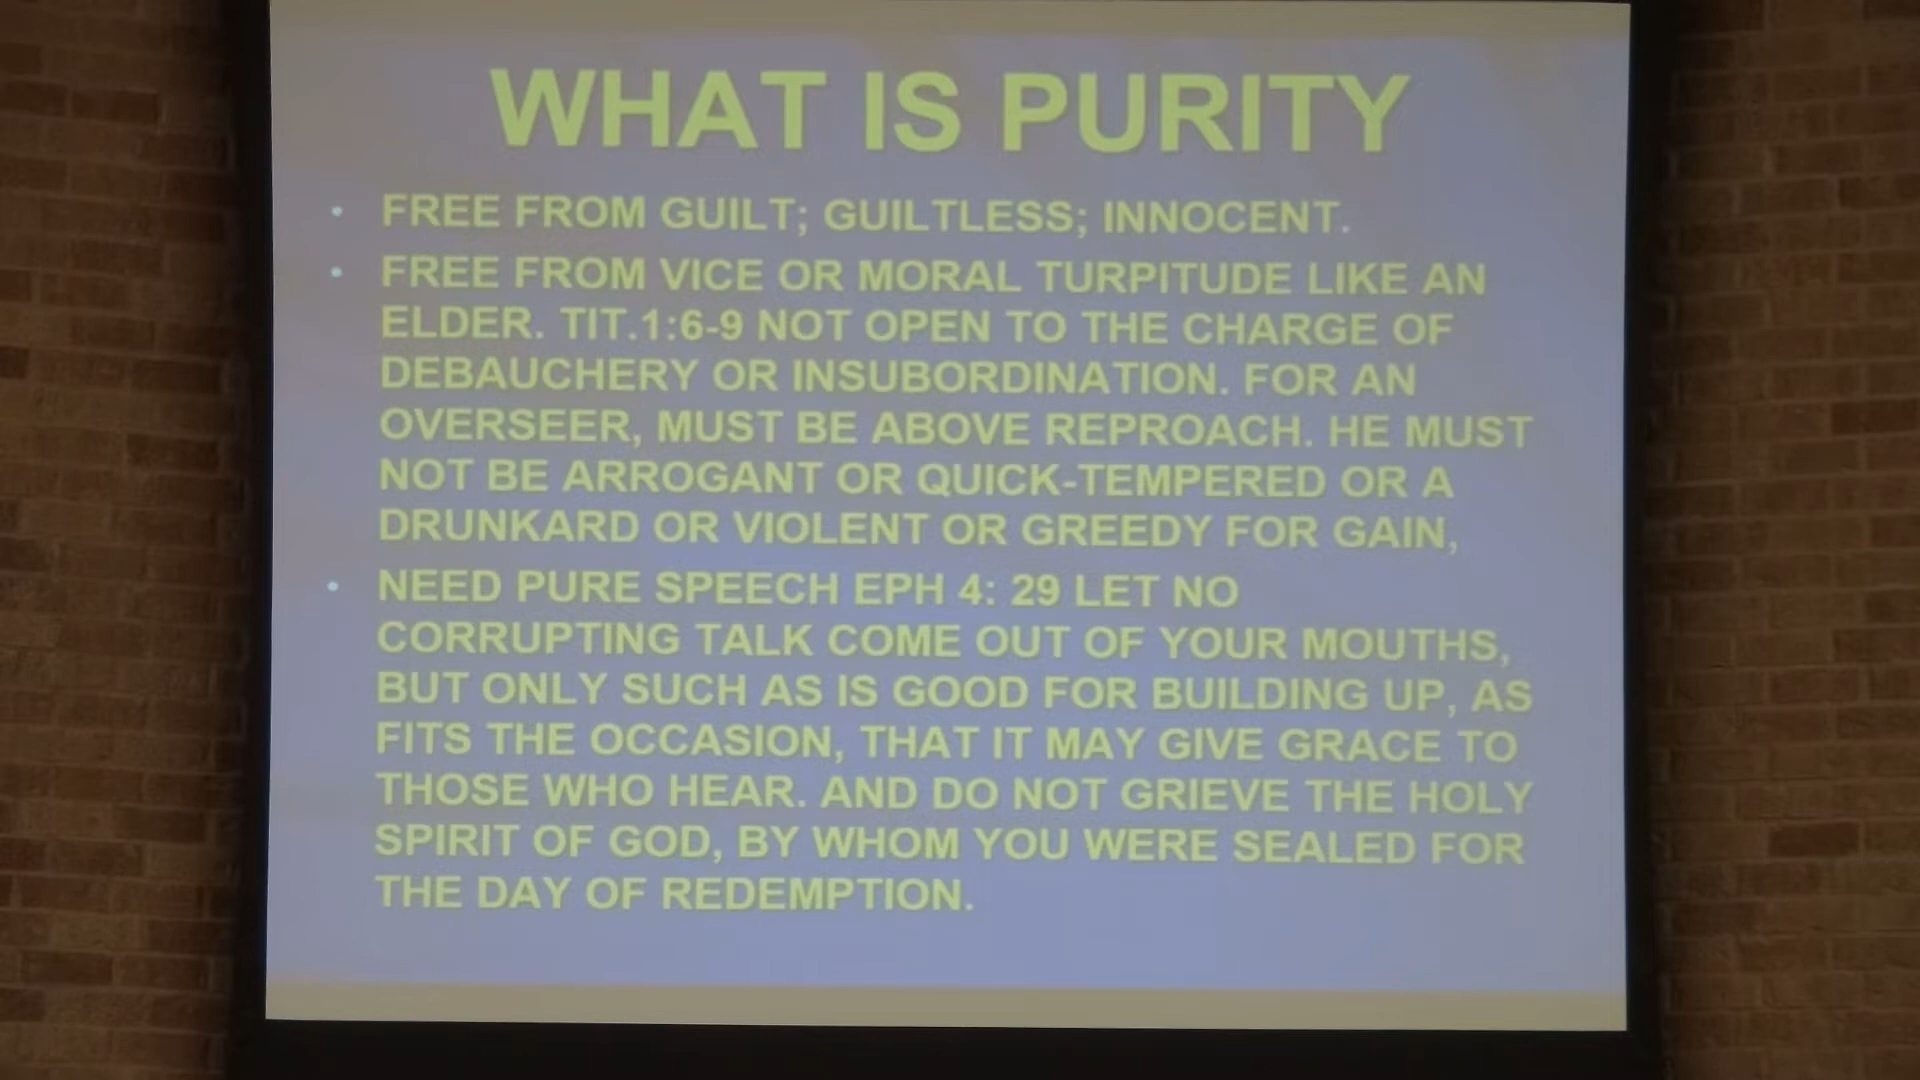 WHAT IS PURITY
• FREE FROM GUILT; GUILTLESS; INNOCENT.
• FREE FROM VICE OR MORAL TURPITUDE LIKE AN
ELDER. TIT.1:6-9 NOT OPEN TO THE CHARGE OF
DEBAUCHERY OR INSUBORDINATION. FOR AN
OVERSEER, MUST BE ABOVE REPROACH. HE MUST
NOT BE ARROGANT OR QUICK-TEMPERED OR A
DRUNKARD OR VIOLENT OR GREEDY FOR GAIN,
• NEED PURE SPEECH EPH 4: 29 LET NO
CORRUPTING TALK COME OUT OF YOUR MOUTHS,
BUT ONLY SUCH AS IS GOOD FOR BUILDING UP, AS
FITS THE OCCASION, THAT IT MAY GIVE GRACE TO
THOSE WHO HEAR. AND DO NOT GRIEVE THE HOLY
SPIRIT OF GOD, BY WHOM YOU WERE SEALED FOR
THE DAY OF REDEMPTION.